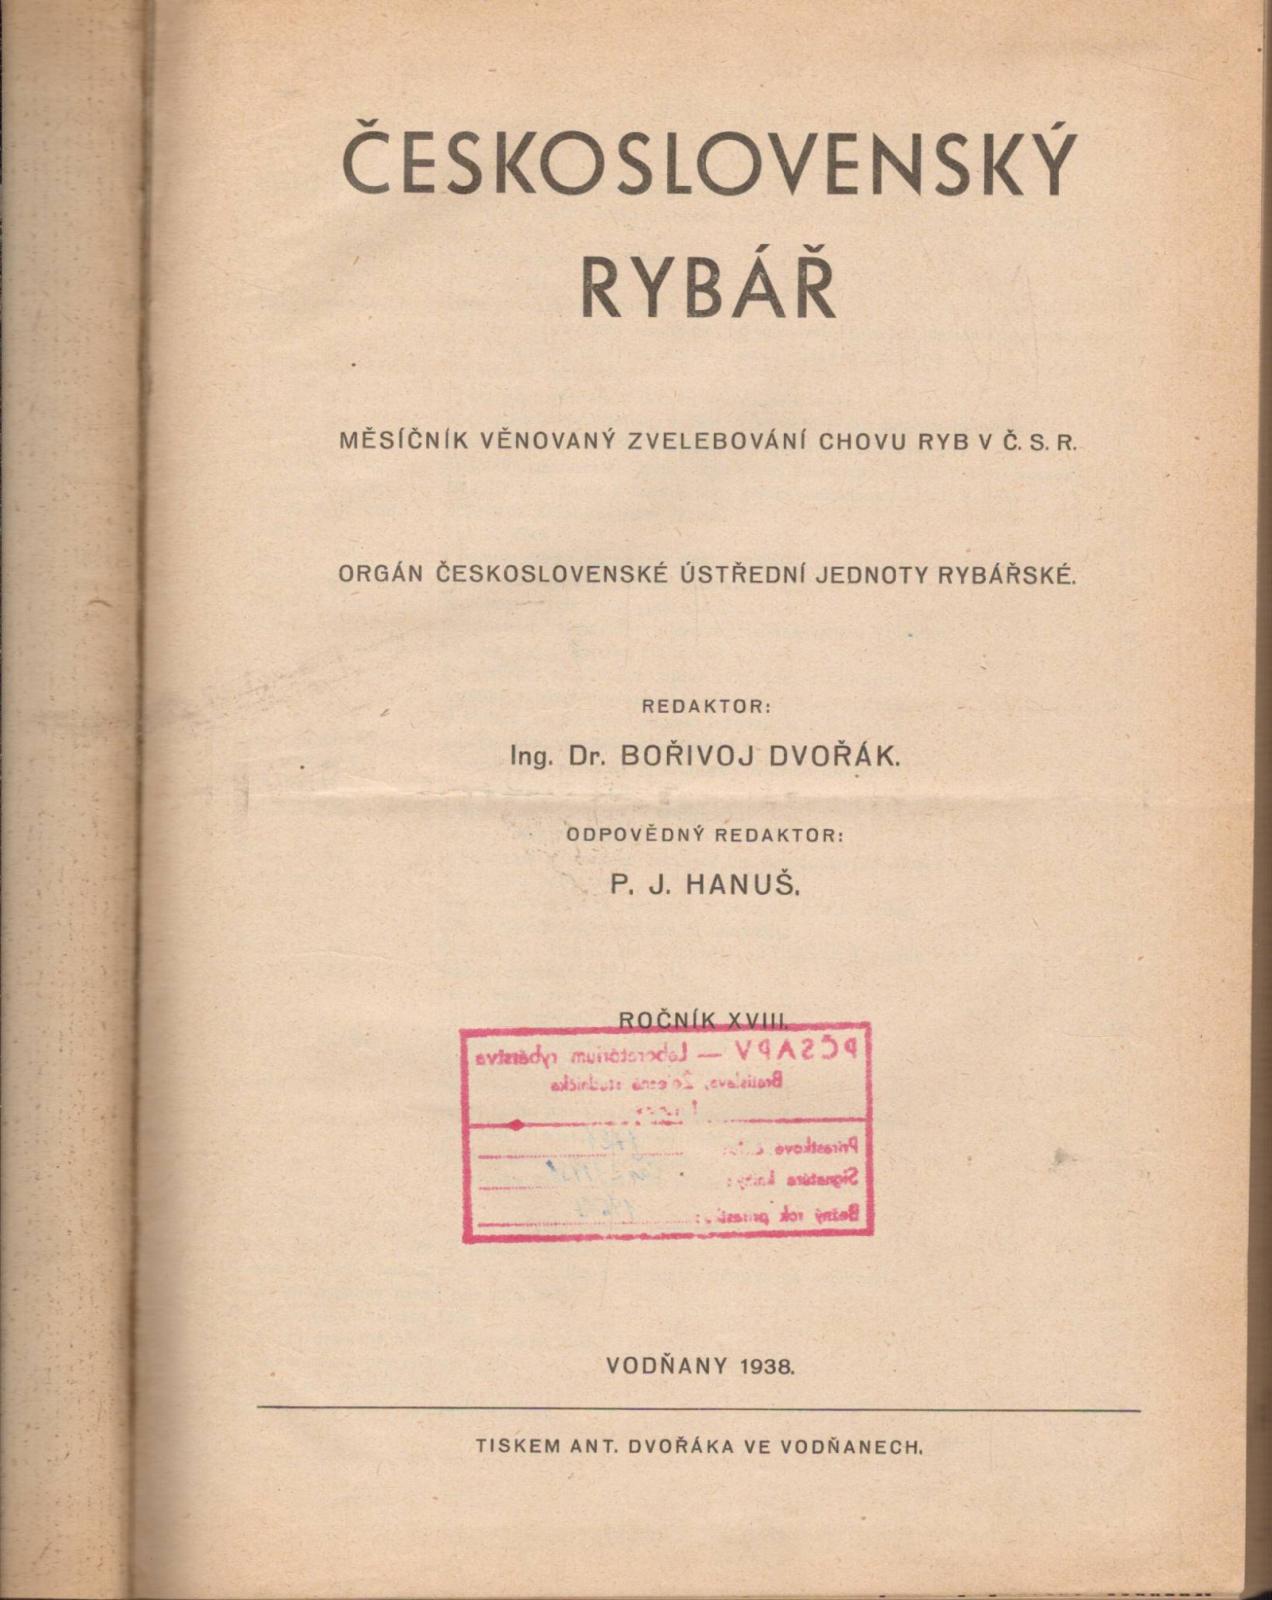 ČESKOSLOVENSKÝ
RYBÁŘ
MĚSÍČNÍK VĚNOVANÝ ZVELEBOVÁNÍ CHOVU RYB V Č. S. R.
ORGÁN ČESKOSLOVENSKÉ ÚSTŘEDNÍ JEDNOTY RYBÁŘSKÉ.
REDAKTOR:
Ing. Dr. BOŘIVOJ DVOŘÁK.
ODPOVĚDNÝ REDAKTOR:
P. J. HANUŠ.
ROČNÍK XVIII.
PČSAPV — Laboratórium rybárstva
Bratislava, Železná studnička
Prírastkové
Signatúra knihy:
Bežný rok
VODŇANY 1938.
TISKEM ANT. DVOŘÁKA VE VODŇANECH.